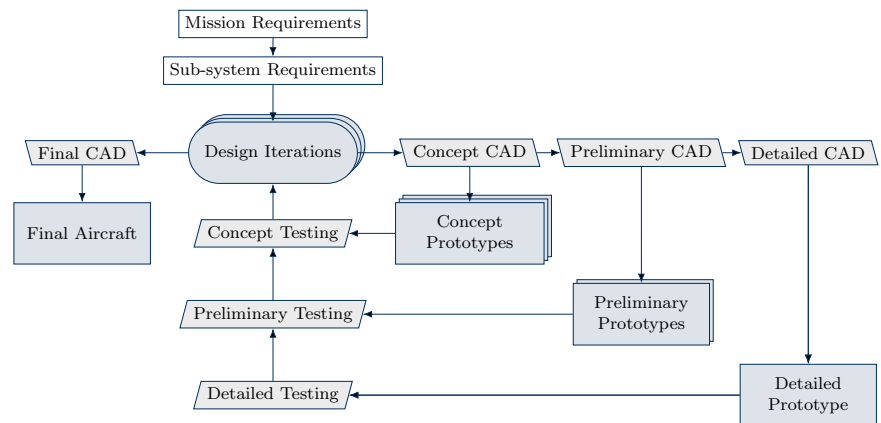 Mission Requirements
Sub-system Requirements
Final CAD
Design Iterations
Concept CAD
Preliminary CAD
Detailed CAD
Final Aircraft
Concept Testing
Concept
Prototypes
Preliminary Testing
Preliminary
Prototypes
Detailed Testing
Detailed
Prototype